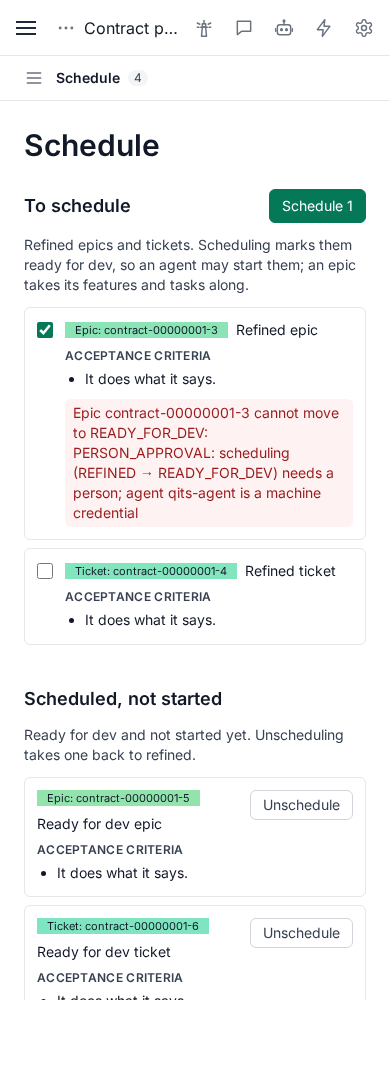 Contract p...
Schedule 4
Schedule
To schedule
Schedule 1
Refined epics and tickets. Scheduling marks them
ready for dev, so an agent may start them; an epic
takes its features and tasks along.
Epic: contract-00000001-3 Refined epic
ACCEPTANCE CRITERIA
• It does what it says.
Epic contract-00000001-3 cannot move
to READY_FOR_DEV:
PERSON_APPROVAL: scheduling
(REFINED → READY_FOR_DEV) needs a
person; agent qits-agent is a machine
credential
Ticket: contract-00000001-4 Refined ticket
ACCEPTANCE CRITERIA
• It does what it says.
Scheduled, not started
Ready for dev and not started yet. Unscheduling
takes one back to refined.
Epic: contract-00000001-5
Unschedule
Ready for dev epic
ACCEPTANCE CRITERIA
• It does what it says.
Ticket: contract-00000001-6
Unschedule
Ready for dev ticket
ACCEPTANCE CRITERIA
• It does what it says.